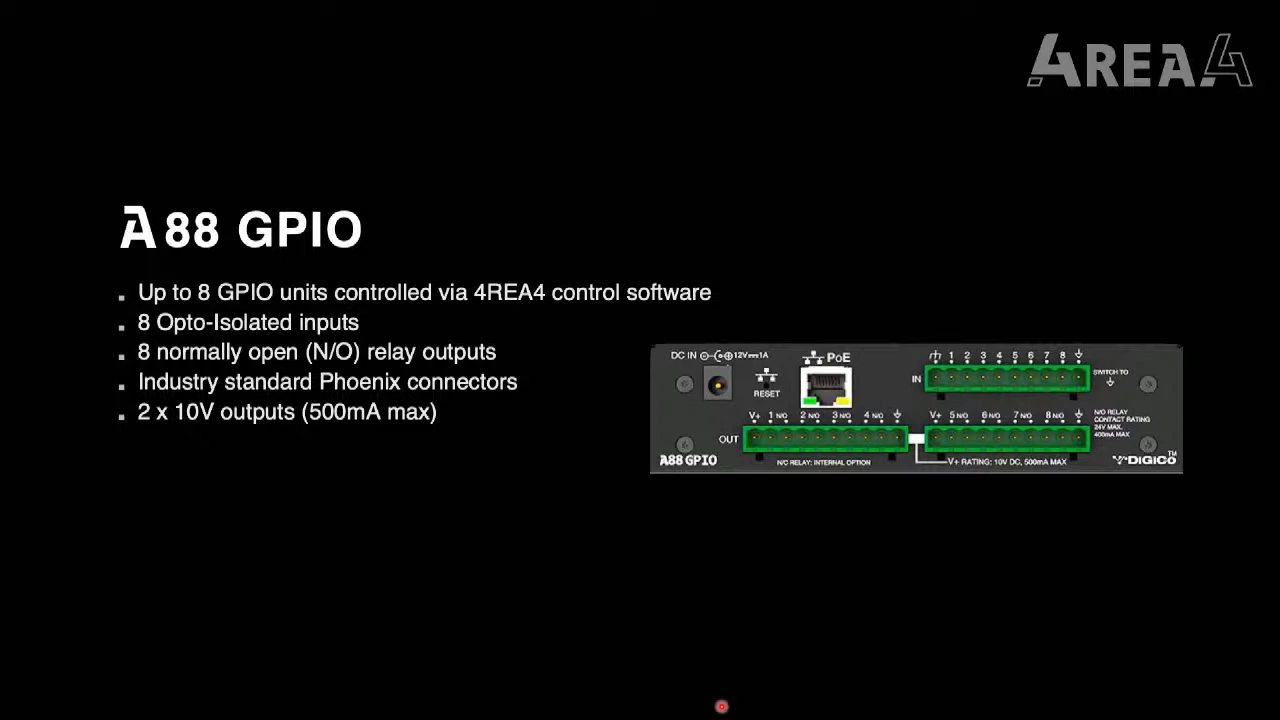 4REA4
A88 GPIO
Up to 8 GPIO units controlled via 4REA4 control software
8 Opto-Isolated inputs
8 normally open (N/O) relay outputs
Industry standard Phoenix connectors
2 x 10V outputs (500mA max)
DC IN 12V 1A
RESET
PoE
IN
1 2 3 4 5 6 7 8
SWITCH TO
OUT
V+ 1 N/O 2 N/O 3 N/O 4 N/O
V+ 5 N/O 6 N/O 7 N/O 8 N/O
N/O RELAY
CONTACT RATING
24V MAX.
400mA MAX
A88 GPIO
N/C RELAY: INTERNAL OPTION
V+ RATING: 10V DC, 500mA MAX
DiGiCo™